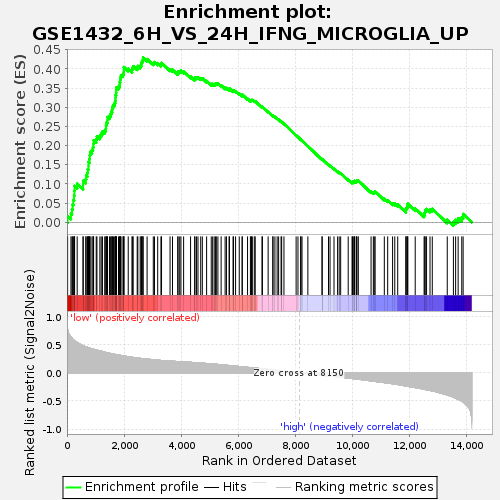 Enrichment plot:
GSE1432_6H_VS_24H_IFNG_MICROGLIA_UP
Enrichment score (ES)
0.45
0.40
0.35
0.30
0.25
0.20
0.15
0.10
0.05
0.00
Ranked list metric (Signal2Noise)
1.0
0.5
0.0
-0.5
-1.0
'low' (positively correlated)
Zero cross at 8150
'high' (negatively correlated)
0
2,000
4,000
6,000
8,000
10,000
12,000
14,000
Rank in Ordered Dataset
Enrichment profile
Hits
Ranking metric scores